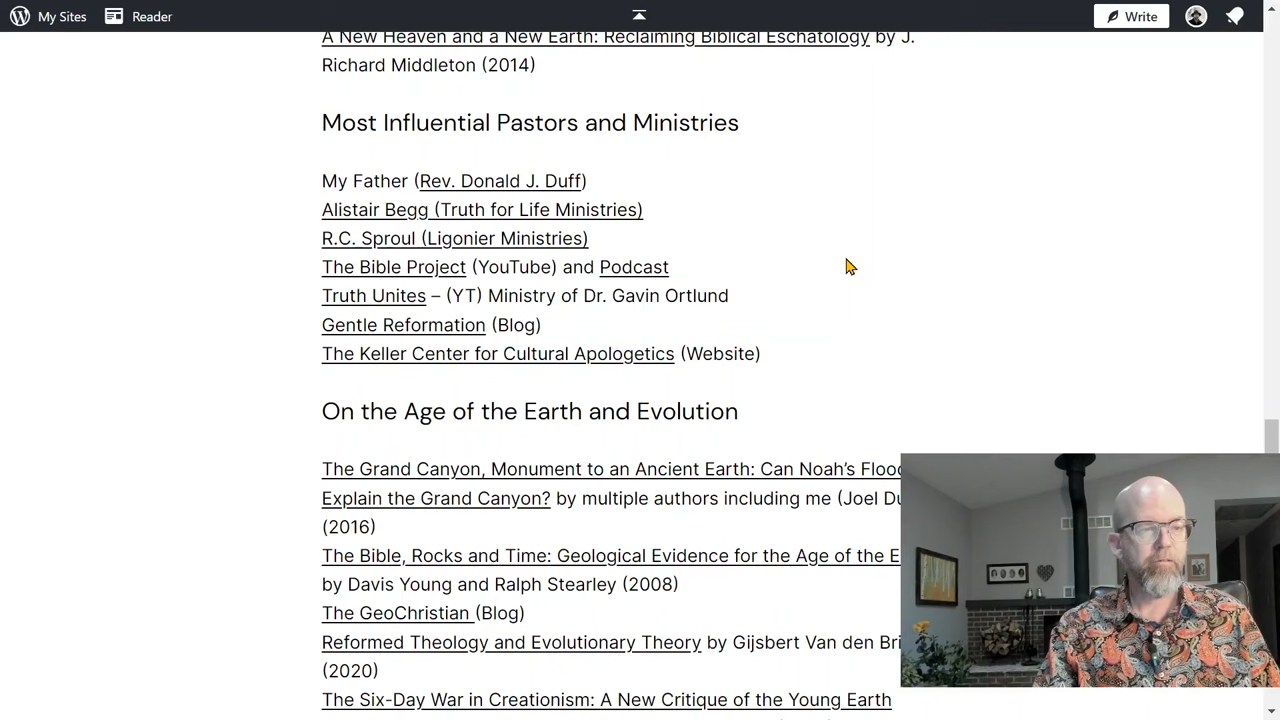 My Sites Reader Write
A New Heaven and a New Earth: Reclaiming Biblical Eschatology by J.
Richard Middleton (2014)
Most Influential Pastors and Ministries
My Father (Rev. Donald J. Duff)
Alistair Begg (Truth for Life Ministries)
R.C. Sproul (Ligonier Ministries)
The Bible Project (YouTube) and Podcast
Truth Unites – (YT) Ministry of Dr. Gavin Ortlund
Gentle Reformation (Blog)
The Keller Center for Cultural Apologetics (Website)
On the Age of the Earth and Evolution
The Grand Canyon, Monument to an Ancient Earth: Can Noah's Flood
Explain the Grand Canyon? by multiple authors including me (Joel Du
(2016)
The Bible, Rocks and Time: Geological Evidence for the Age of the E
by Davis Young and Ralph Stearley (2008)
The GeoChristian (Blog)
Reformed Theology and Evolutionary Theory by Gijsbert Van den Bri
(2020)
The Six-Day War in Creationism: A New Critique of the Young Earth